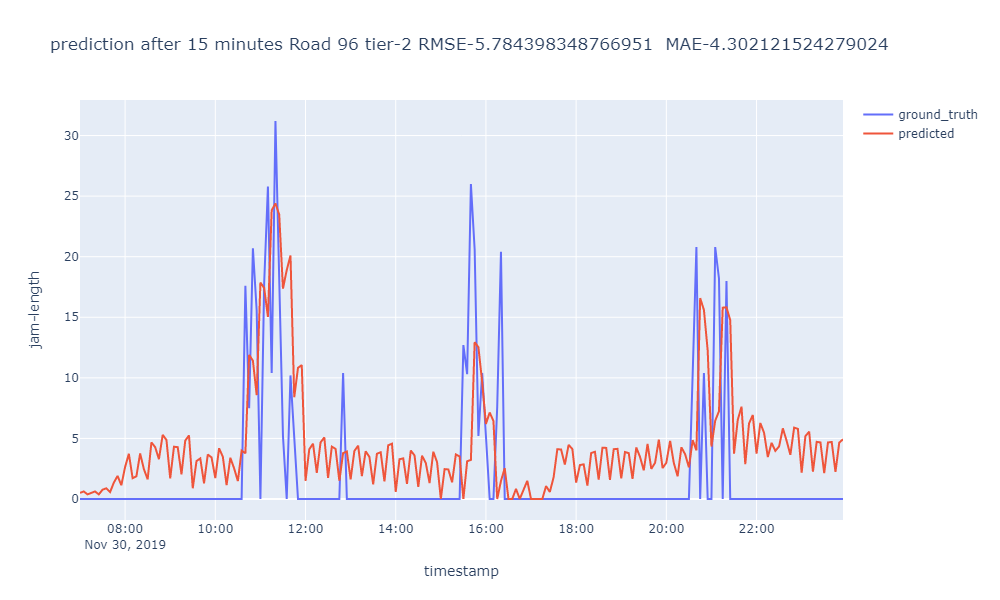 prediction after 15 minutes Road 96 tier-2 RMSE-5.784398348766951 MAE-4.302121524279024
ground_truth
predicted
30
25
20
15
10
5
0
jam-length
08:00 10:00 12:00 14:00 16:00 18:00 20:00 22:00
Nov 30, 2019
timestamp